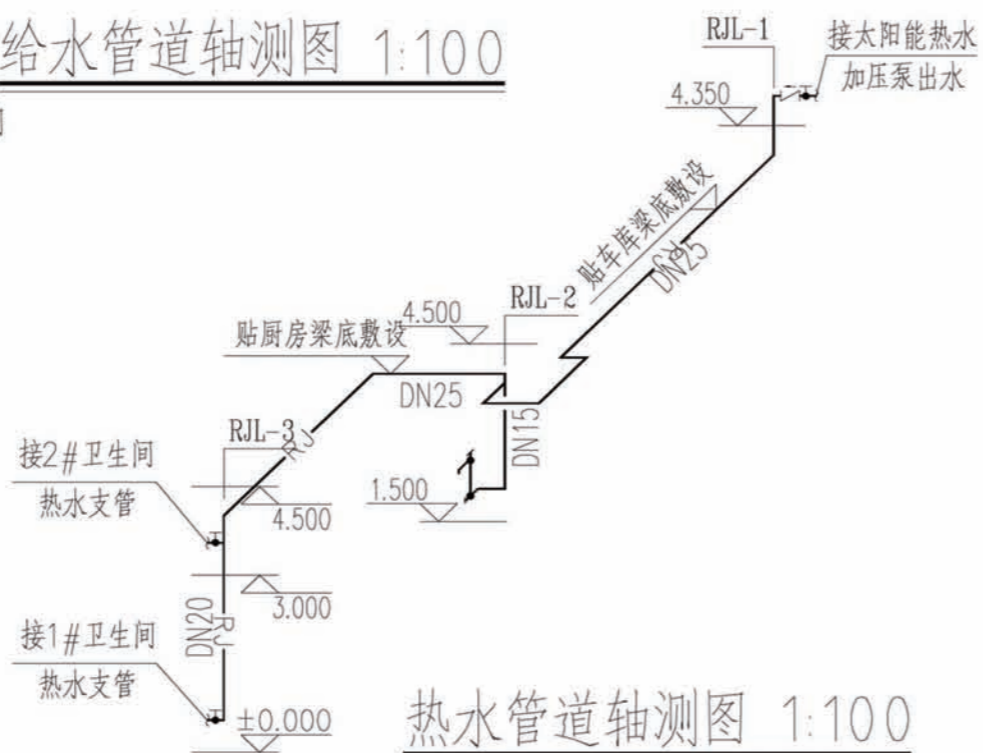 给水管道轴测图 1:100
RJL-1
接太阳能热水
加压泵出水
4.350
贴车库梁底敷设
DN25
RJL-2
4.500
贴厨房梁底敷设
DN25
DN15
RJL-3
RJ
接2#卫生间
热水支管
4.500
1.500
3.000
DN20
RJ
接1#卫生间
热水支管
±0.000
热水管道轴测图 1:100